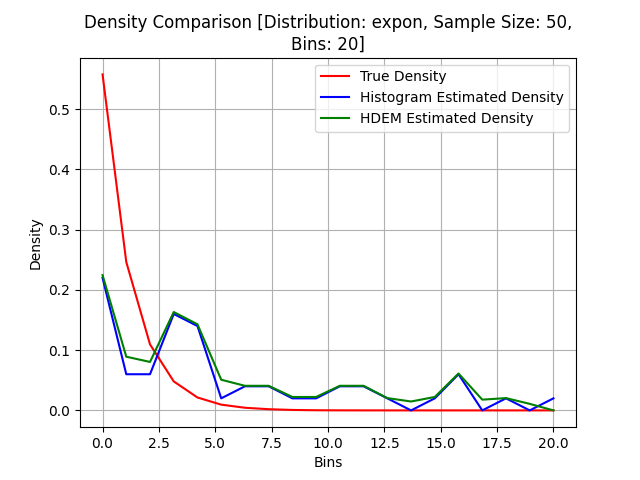 Density Comparison [Distribution: expon, Sample Size: 50,
Bins: 20]
True Density
Histogram Estimated Density
HDEM Estimated Density
Density
0.5
0.4
0.3
0.2
0.1
0.0
0.0 2.5 5.0 7.5 10.0 12.5 15.0 17.5 20.0
Bins